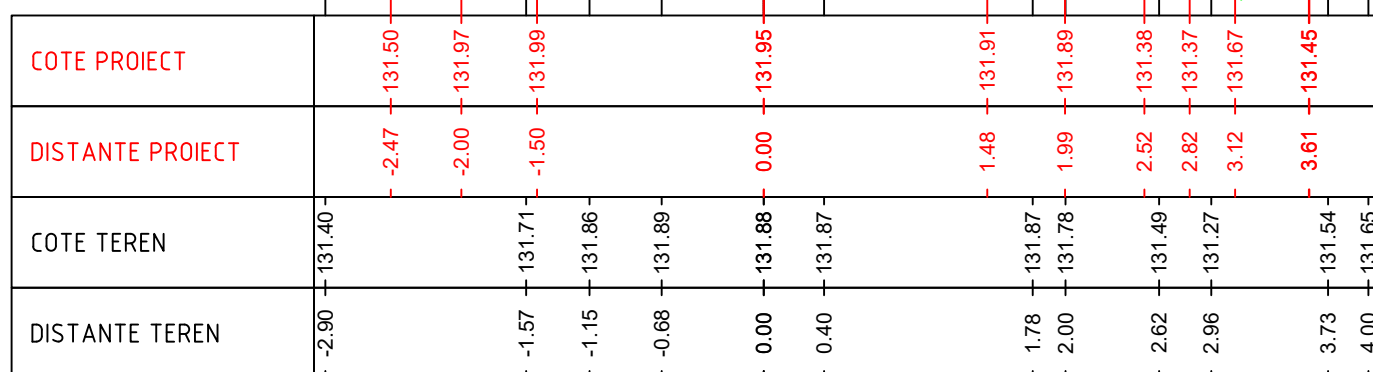 COTE PROIECT 131.50 131.97 131.99 131.95 131.91 131.89 131.38 131.37 131.67 131.45
DISTANTE PROIECT -2.47 -2.00 -1.50 0.00 1.48 1.99 2.52 2.82 3.12 3.61
COTE TEREN 131.40 131.71 131.86 131.89 131.88 131.87 131.87 131.78 131.49 131.27 131.54 131.65
DISTANTE TEREN -2.90 -1.57 -1.15 -0.68 0.00 0.40 1.78 2.00 2.62 2.96 3.73 4.00